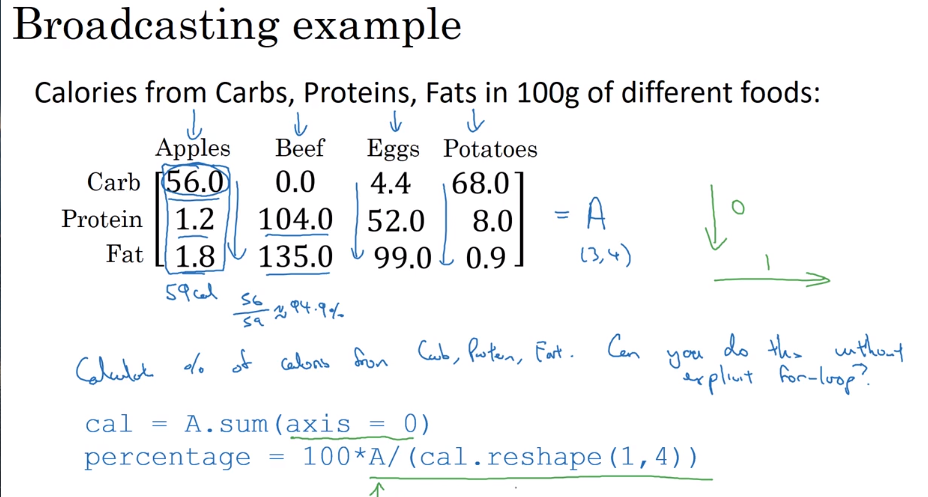 Broadcasting example
Calories from Carbs, Proteins, Fats in 100g of different foods:
Apples Beef Eggs Potatoes
Carb 56.0 0.0 4.4 68.0
Protein 1.2 104.0 52.0 8.0
Fat 1.8 135.0 99.0 0.9
= A
(3,4)
0
1
59 cal
56/59 ≈ 94.9%
Calculate % of calories from Carb, Protein, Fat. Can you do this without
explicit for-loop?
cal = A.sum(axis = 0)
percentage = 100*A/(cal.reshape(1,4))